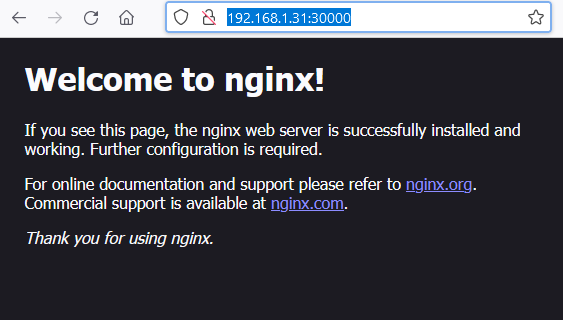 192.168.1.31:30000
Welcome to nginx!
If you see this page, the nginx web server is successfully installed and
working. Further configuration is required.
For online documentation and support please refer to nginx.org.
Commercial support is available at nginx.com.
Thank you for using nginx.